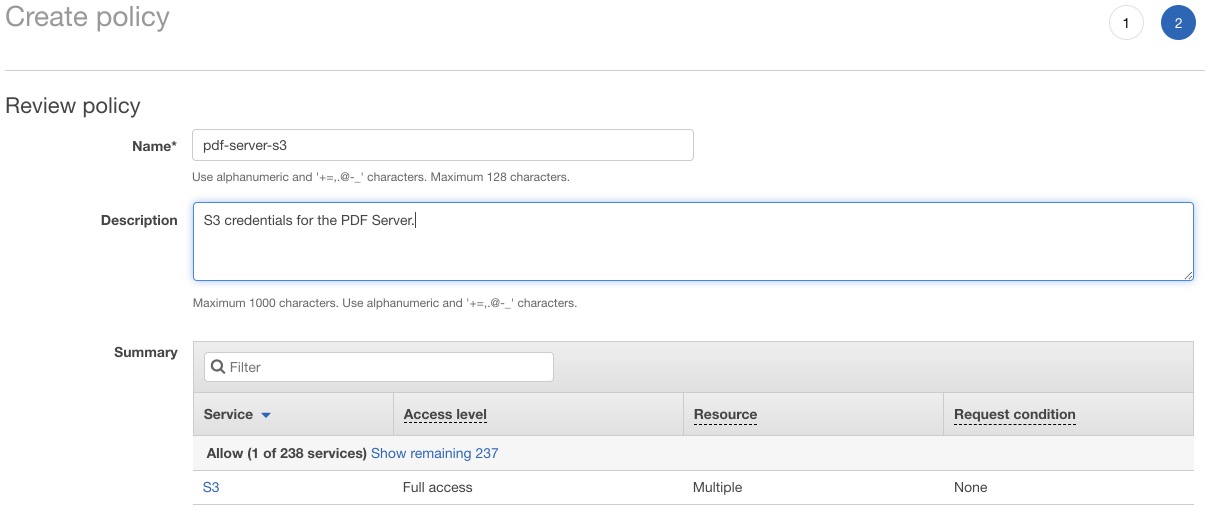 Create policy
1
2
Review policy
Name*
pdf-server-s3
Use alphanumeric and '+=,.@-_' characters. Maximum 128 characters.
Description
S3 credentials for the PDF Server.
Maximum 1000 characters. Use alphanumeric and '+=,.@-_' characters.
Summary
Filter
Service Access level Resource Request condition
Allow (1 of 238 services) Show remaining 237
S3 Full access Multiple None